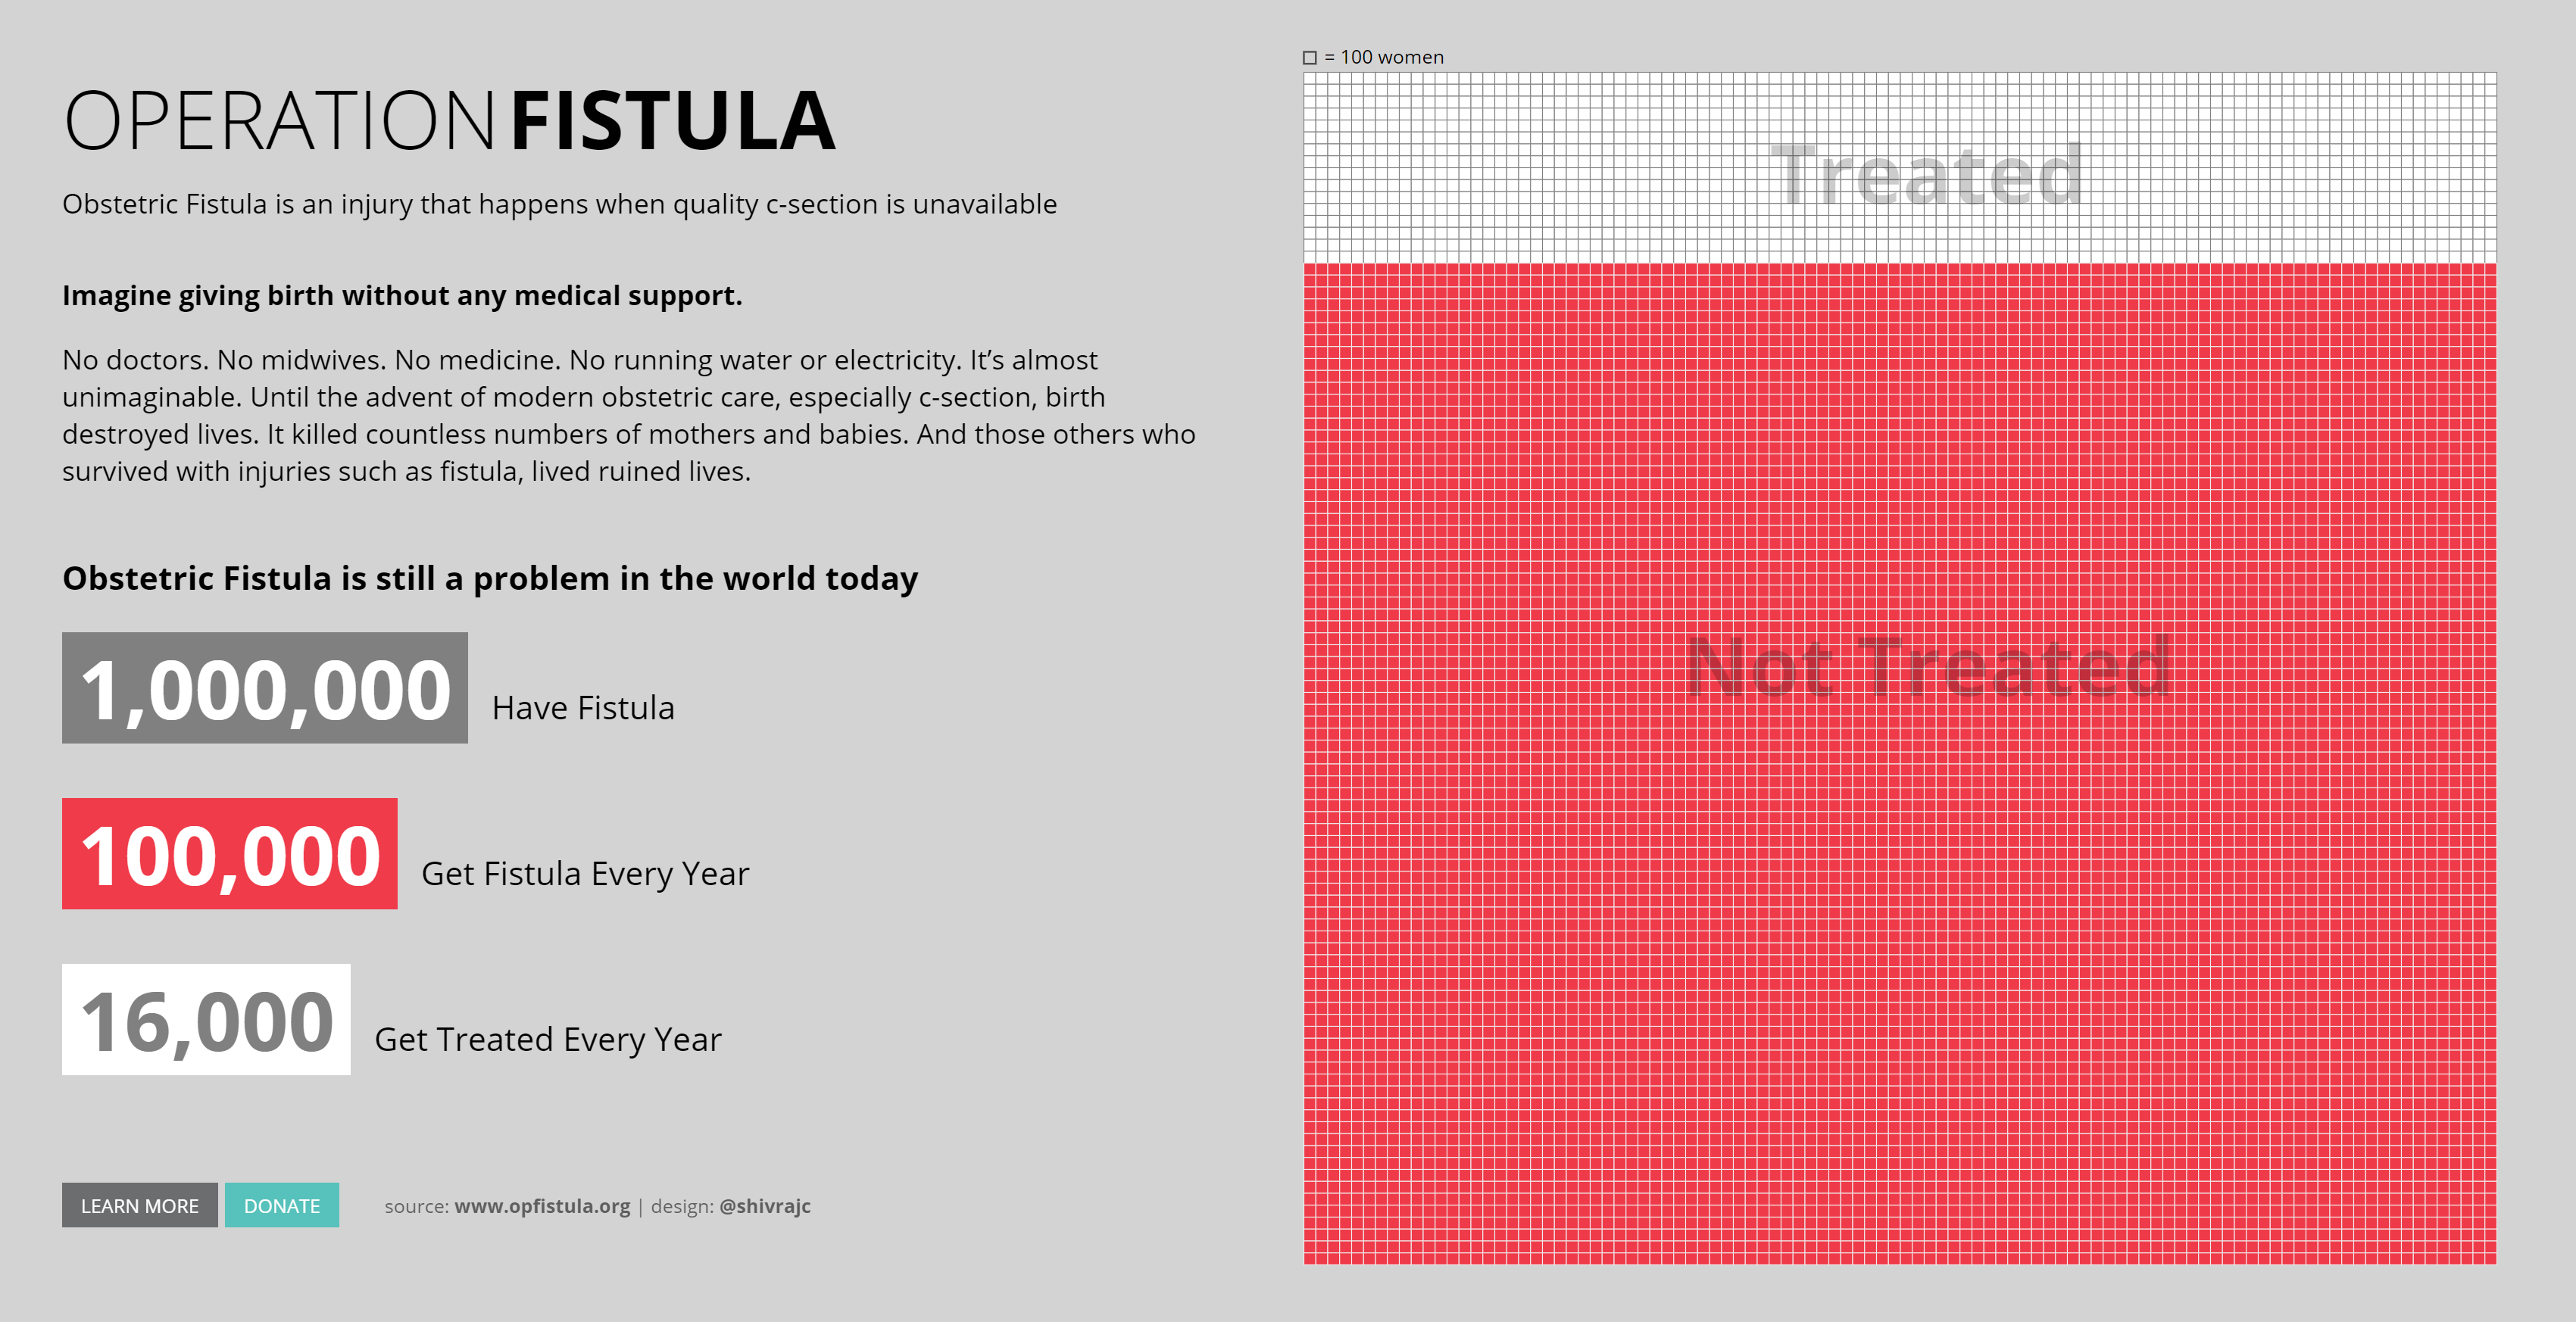 OPERATION FISTULA
Obstetric Fistula is an injury that happens when quality c-section is unavailable
Imagine giving birth without any medical support.
No doctors. No midwives. No medicine. No running water or electricity. It’s almost
unimaginable. Until the advent of modern obstetric care, especially c-section, birth
destroyed lives. It killed countless numbers of mothers and babies. And those others who
survived with injuries such as fistula, lived ruined lives.
Obstetric Fistula is still a problem in the world today
1,000,000 Have Fistula
100,000 Get Fistula Every Year
16,000 Get Treated Every Year
LEARN MORE DONATE source: www.opfistula.org | design: @shivrajc
= 100 women
Treated
Not Treated